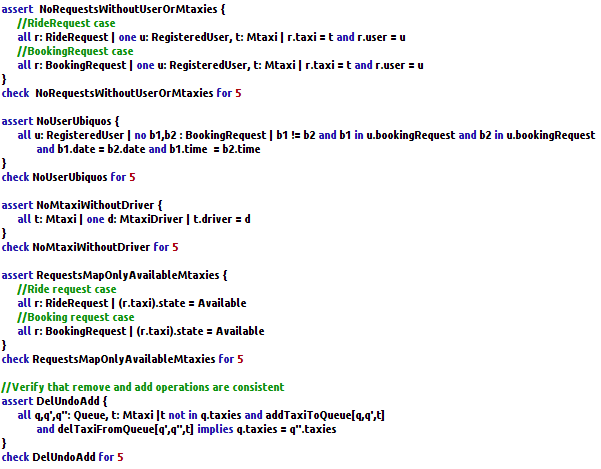 assert  NoRequestsWithoutUserOrMtaxies {
//RideRequest case
all r: RideRequest | one u: RegisteredUser, t: Mtaxi | r.taxi = t and r.user = u
//BookingRequest case
all r: BookingRequest | one u: RegisteredUser, t: Mtaxi | r.taxi = t and r.user = u
}
check  NoRequestsWithoutUserOrMtaxies for 5
assert NoUserUbiquos {
all u: RegisteredUser | no b1,b2 : BookingRequest | b1 != b2 and b1 in u.bookingRequest and b2 in u.bookingRequest
and b1.date = b2.date and b1.time  = b2.time
}
check NoUserUbiquos for 5
assert NoMtaxiWithoutDriver {
all t: Mtaxi | one d: MtaxiDriver | t.driver = d
}
check NoMtaxiWithoutDriver for 5
assert RequestsMapOnlyAvailableMtaxies {
//Ride request case
all r: RideRequest | (r.taxi).state = Available
//Booking request case
all r: BookingRequest | (r.taxi).state = Available
}
check RequestsMapOnlyAvailableMtaxies for 5
//Verify that remove and add operations are consistent
assert DelUndoAdd {
all q,q',q'': Queue, t: Mtaxi |t not in q.taxies and addTaxiToQueue[q,q',t]
and delTaxiFromQueue[q',q'',t] implies q.taxies = q''.taxies
}
check DelUndoAdd for 5